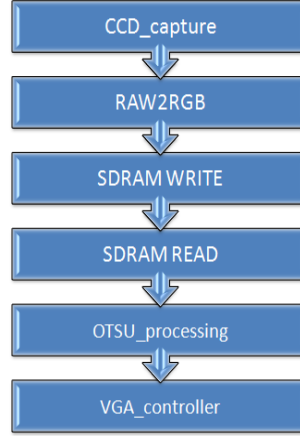 CCD_capture
RAW2RGB
SDRAM WRITE
SDRAM READ
OTSU_processing
VGA_controller